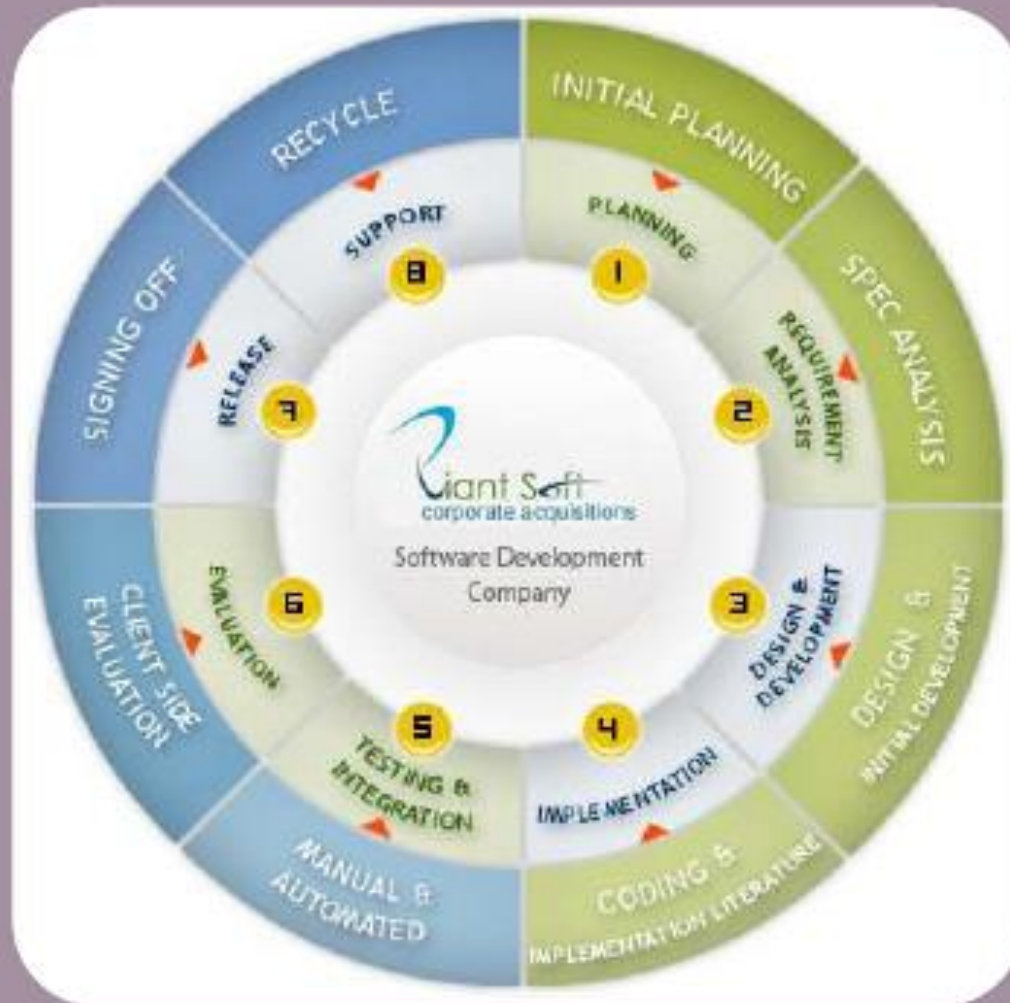 INITIAL PLANNING
PLANNING
1
SPEC ANALYSIS
REQUIREMENT
ANALYSIS
2
DESIGN &
INITIAL DEVELOPMENT
DESIGN &
DEVELOPMENT
3
CODING &
IMPLEMENTATION LITERATURE
IMPLEMENTATION
4
MANUAL &
AUTOMATED
TESTING &
INTEGRATION
5
CLIENT SIDE
EVALUATION
EVALUATION
6
SIGNING OFF
RELEASE
7
RECYCLE
SUPPORT
8
Riant Soft
corporate acquisitions
Software Development
Company